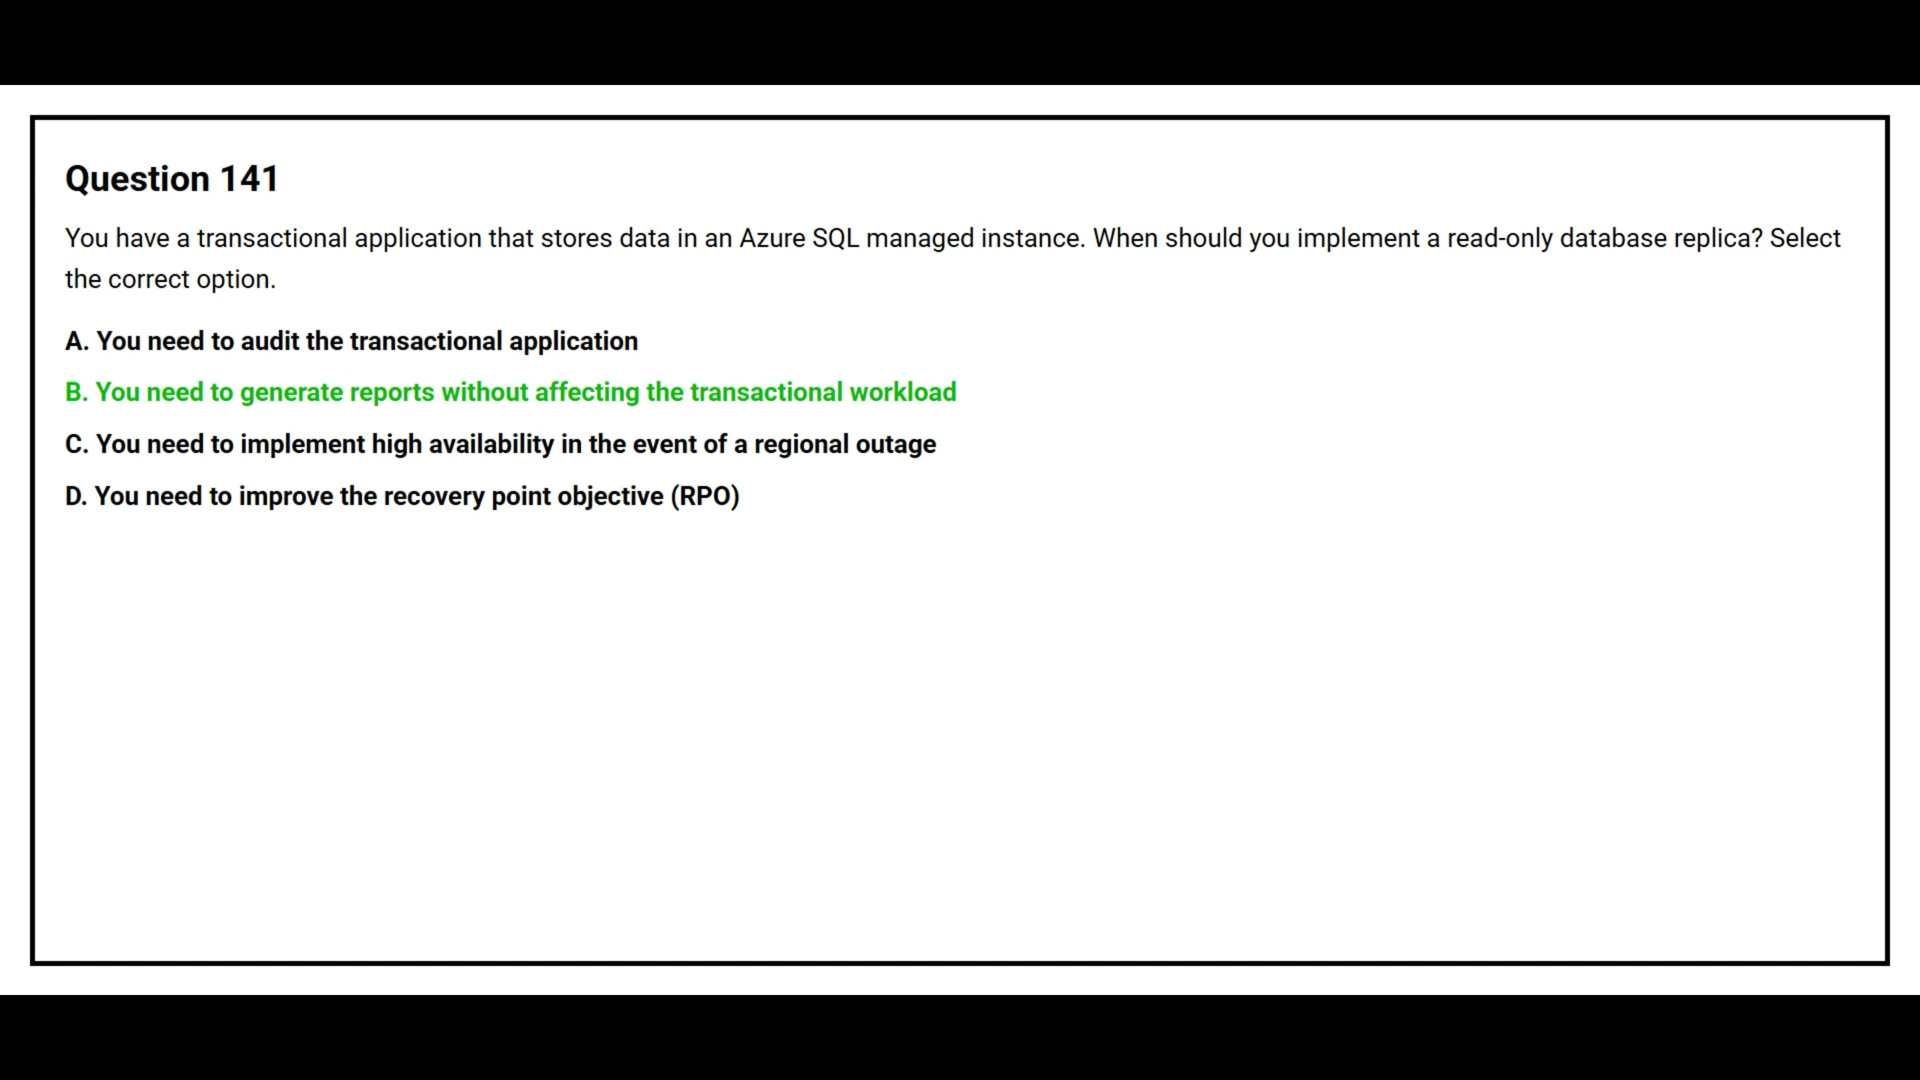 Question 141
You have a transactional application that stores data in an Azure SQL managed instance. When should you implement a read-only database replica? Select
the correct option.
A. You need to audit the transactional application
B. You need to generate reports without affecting the transactional workload
C. You need to implement high availability in the event of a regional outage
D. You need to improve the recovery point objective (RPO)